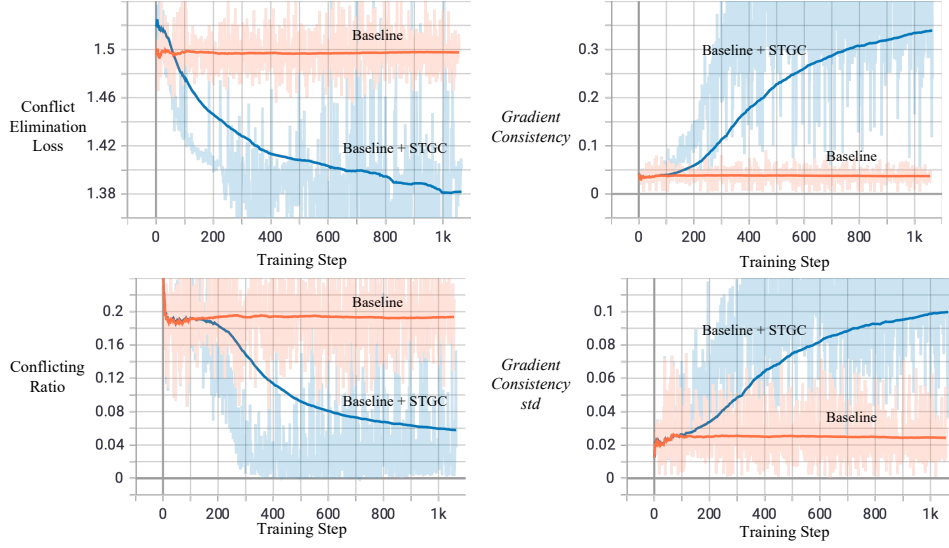 Conflict
Elimination
Loss
1.5
1.46
1.42
1.38
Baseline
Baseline + STGC
0 200 400 600 800 1k
Training Step
Gradient
Consistency
0.3
0.2
0.1
0
Baseline + STGC
Baseline
0 200 400 600 800 1k
Training Step
Conflicting
Ratio
0.2
0.16
0.12
0.08
0.04
0
Baseline
Baseline + STGC
0 200 400 600 800 1k
Training Step
Gradient
Consistency
std
0.1
0.08
0.06
0.04
0.02
0
Baseline + STGC
Baseline
0 200 400 600 800 1k
Training Step